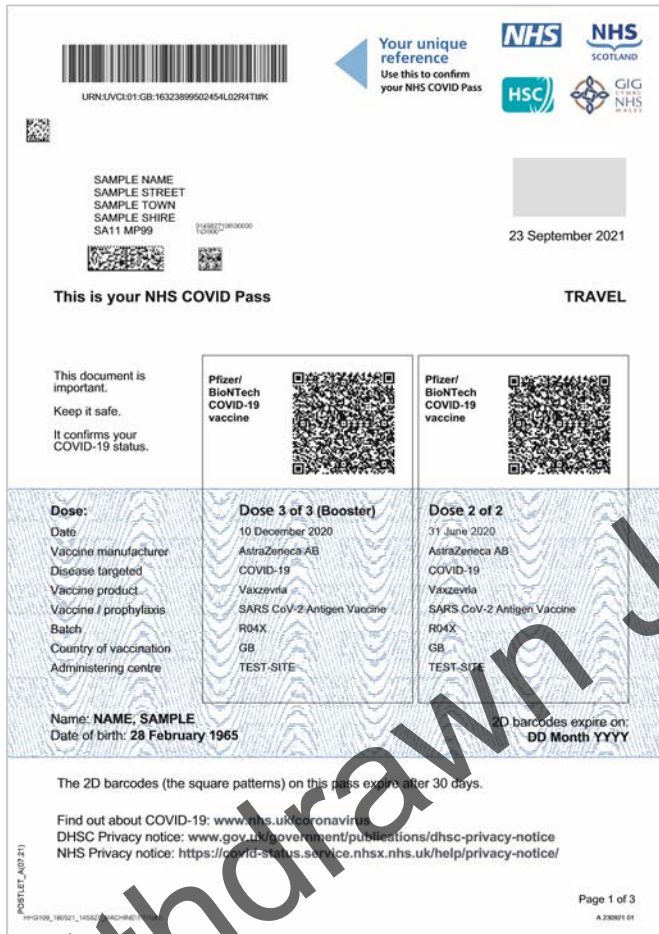 Your unique
reference
Use this to confirm
your NHS COVID Pass
NHS
NHS
SCOTLAND
HSC
GIG
CYMRU
NHS
WALES
URN:UVCI:01:GB:16323899502454L02R4TM#K
SAMPLE NAME
SAMPLE STREET
SAMPLE TOWN
SAMPLE SHIRE
SA11 MP99
23 September 2021
This is your NHS COVID Pass
TRAVEL
This document is
important.
Keep it safe.
It confirms your
COVID-19 status.
Pfizer/
BioNTech
COVID-19
vaccine
Pfizer/
BioNTech
COVID-19
vaccine
Dose: Dose 3 of 3 (Booster) Dose 2 of 2
Date 10 December 2020 31 June 2020
Vaccine manufacturer AstraZeneca AB AstraZeneca AB
Disease targeted COVID-19 COVID-19
Vaccine product Vaxzevria Vaxzevria
Vaccine / prophylaxis SARS CoV-2 Antigen Vaccine SARS CoV-2 Antigen Vaccine
Batch R04X R04X
Country of vaccination GB GB
Administering centre TEST-SITE TEST-SITE
Name: NAME, SAMPLE
Date of birth: 28 February 1965
2D barcodes expire on:
DD Month YYYY
The 2D barcodes (the square patterns) on this pass expire after 30 days.
Find out about COVID-19: www.nhs.uk/coronavirus
DHSC Privacy notice: www.gov.uk/government/publications/dhsc-privacy-notice
NHS Privacy notice: https://covid-status.service.nhsx.nhs.uk/help/privacy-notice/
POSTLET_A(07.21)
Page 1 of 3
A 230921 01
thdrawn J